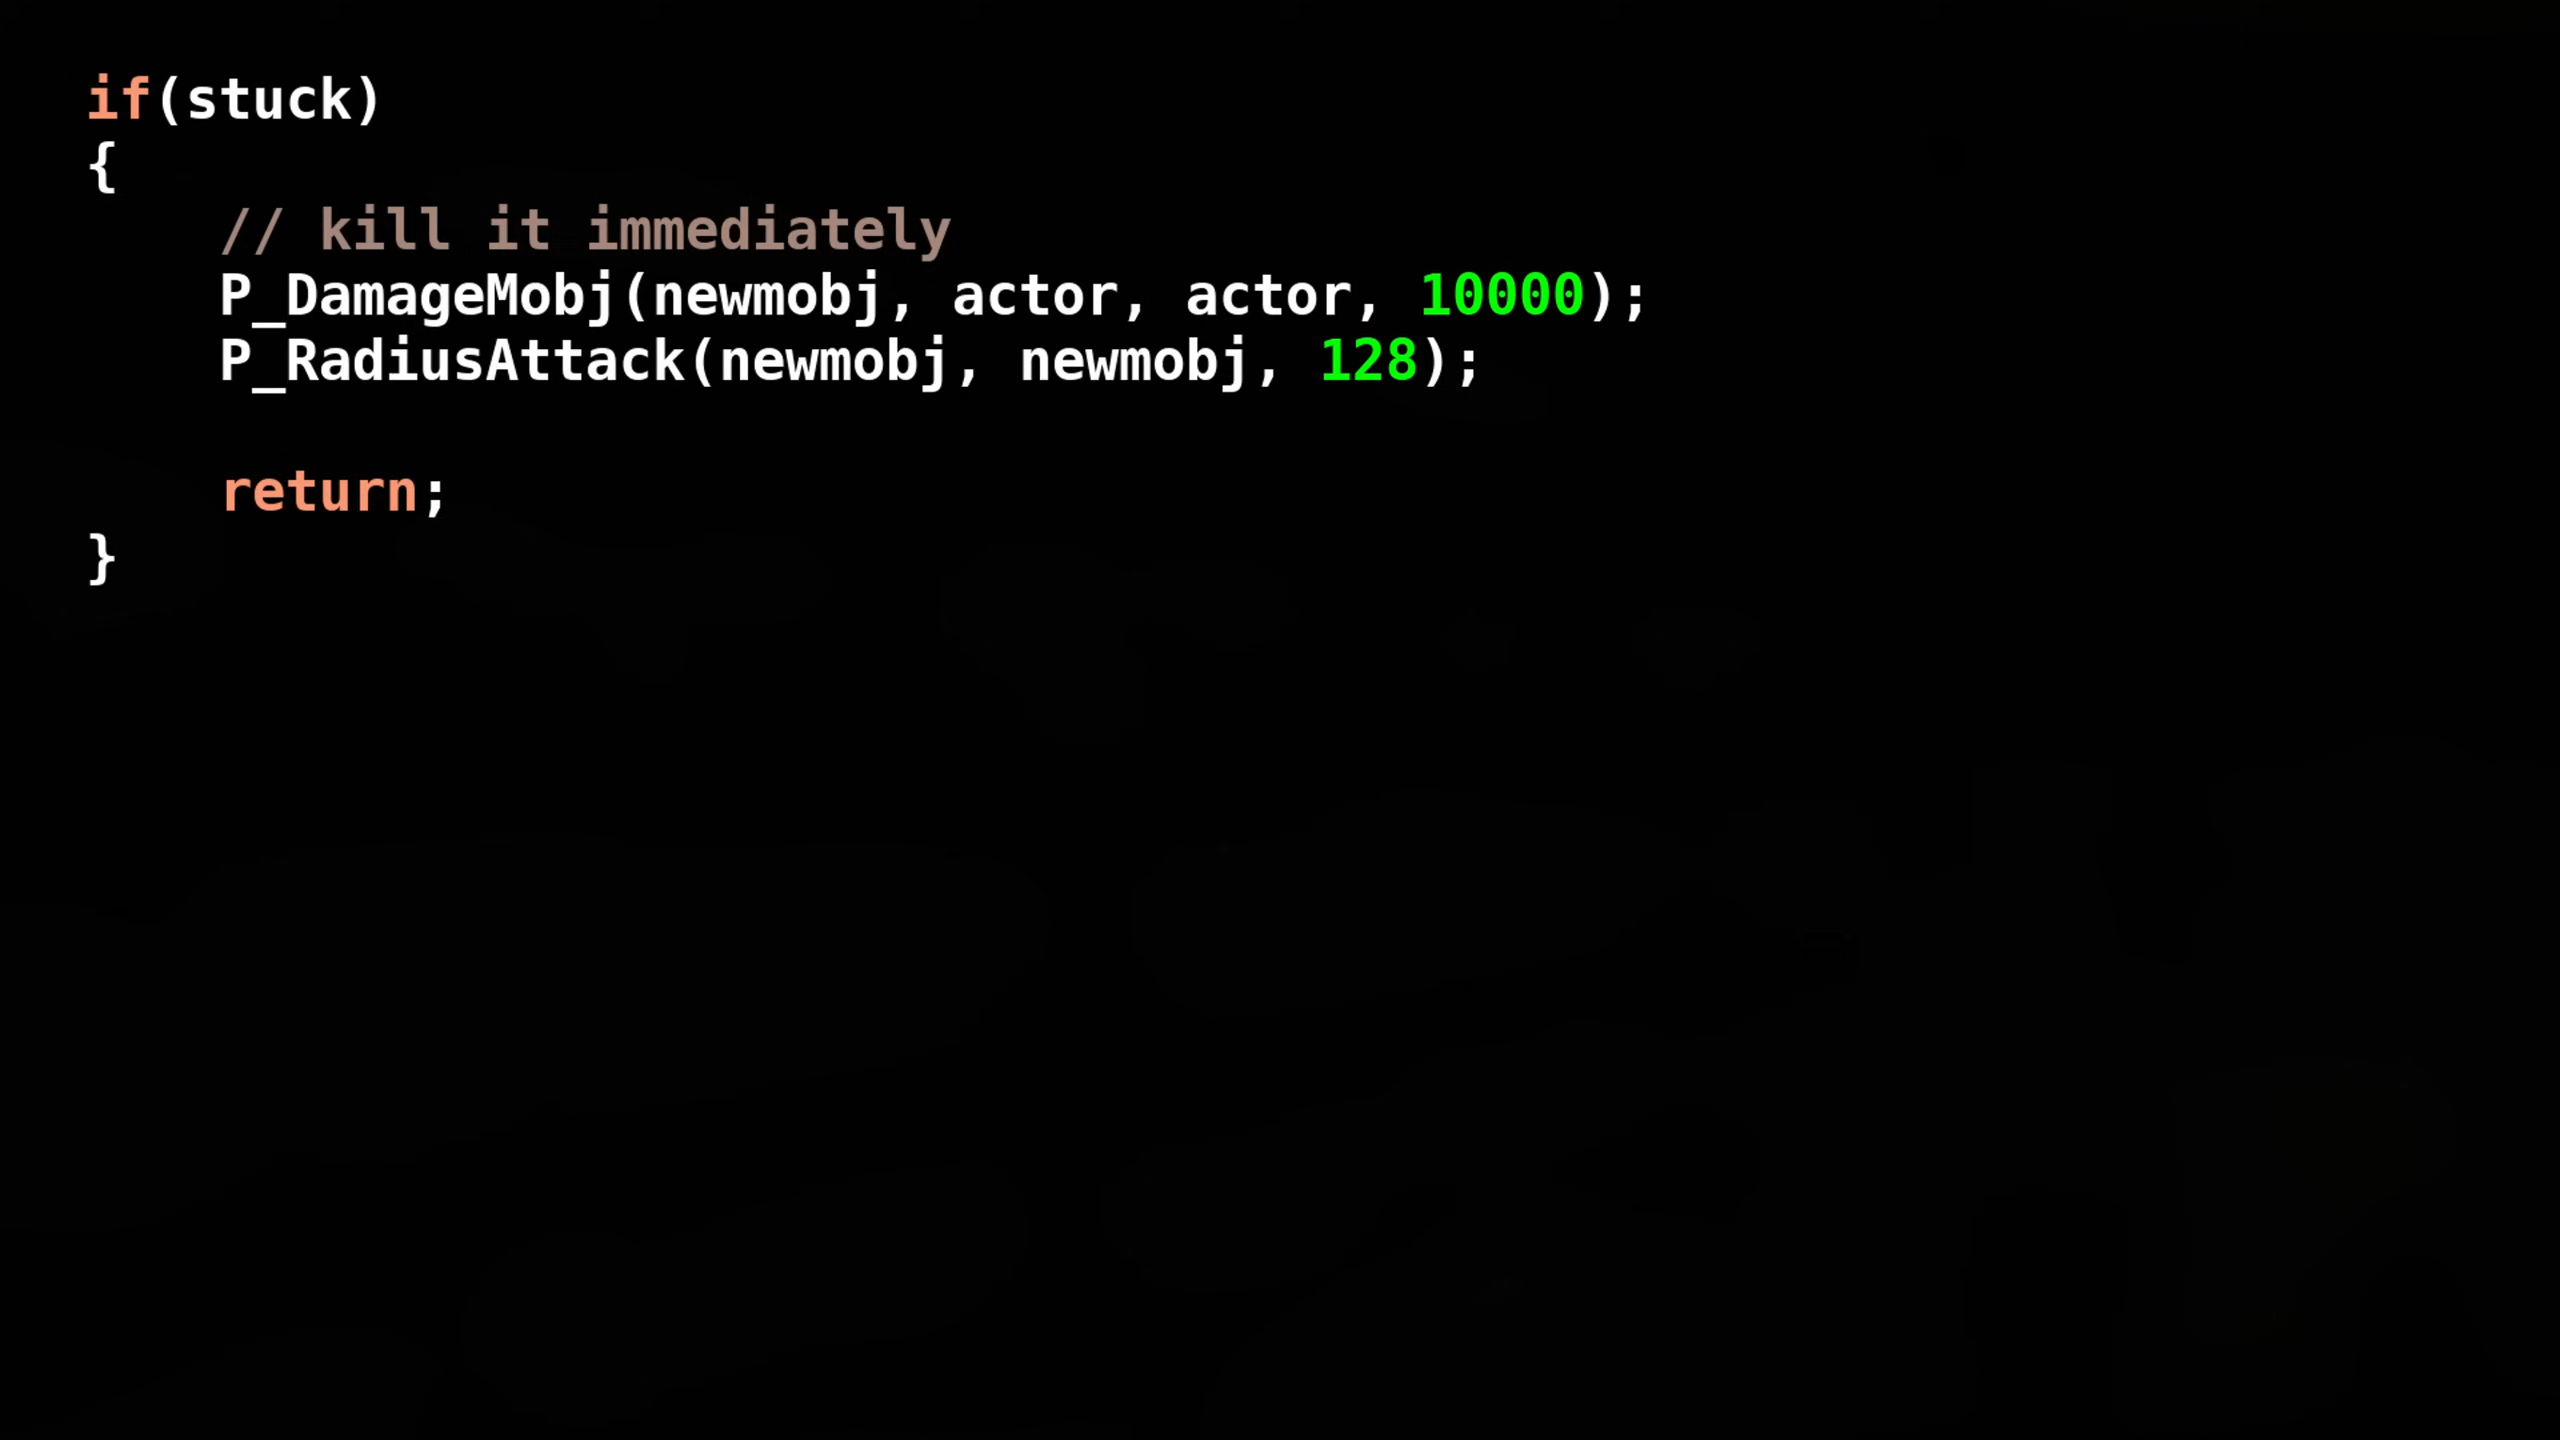 if(stuck)
{
    // kill it immediately
    P_DamageMobj(newmobj, actor, actor, 10000);
    P_RadiusAttack(newmobj, newmobj, 128);

    return;
}